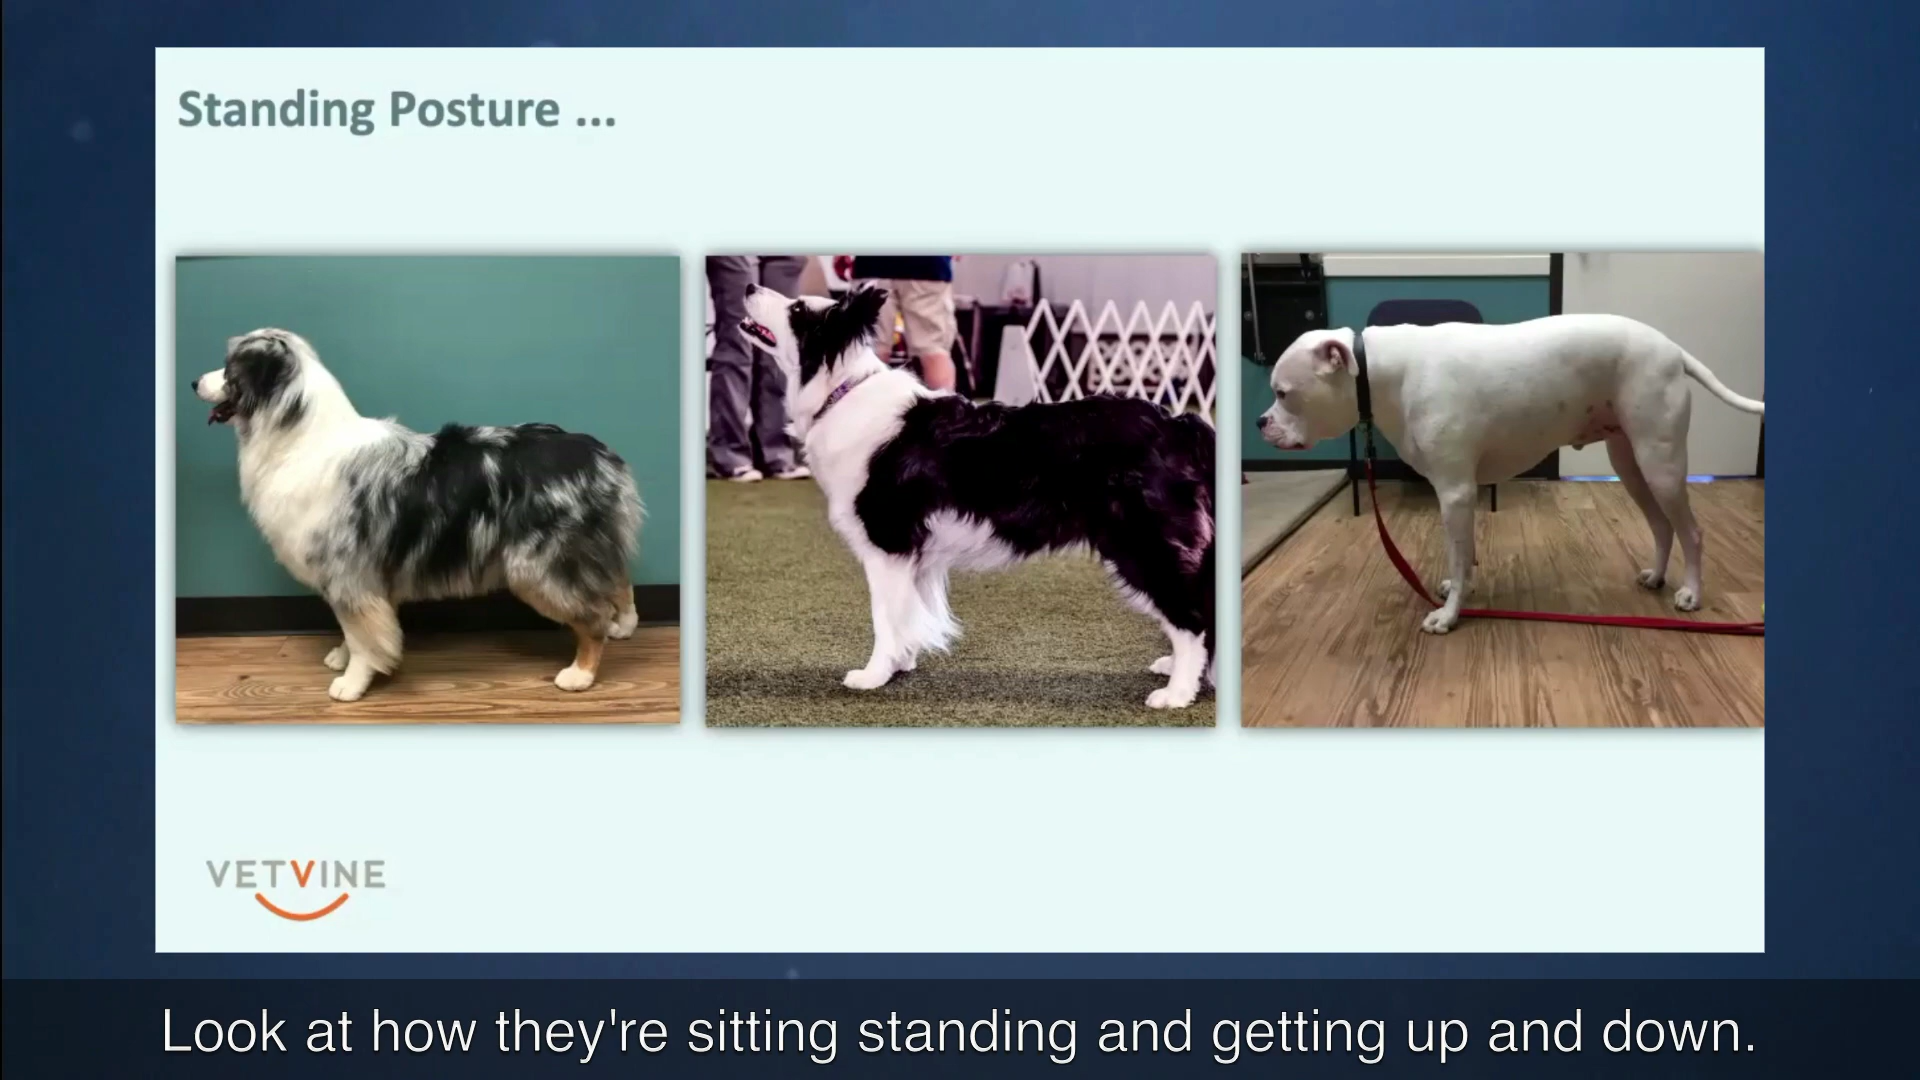 Standing Posture ...
VETVINE
Look at how they're sitting standing and getting up and down.